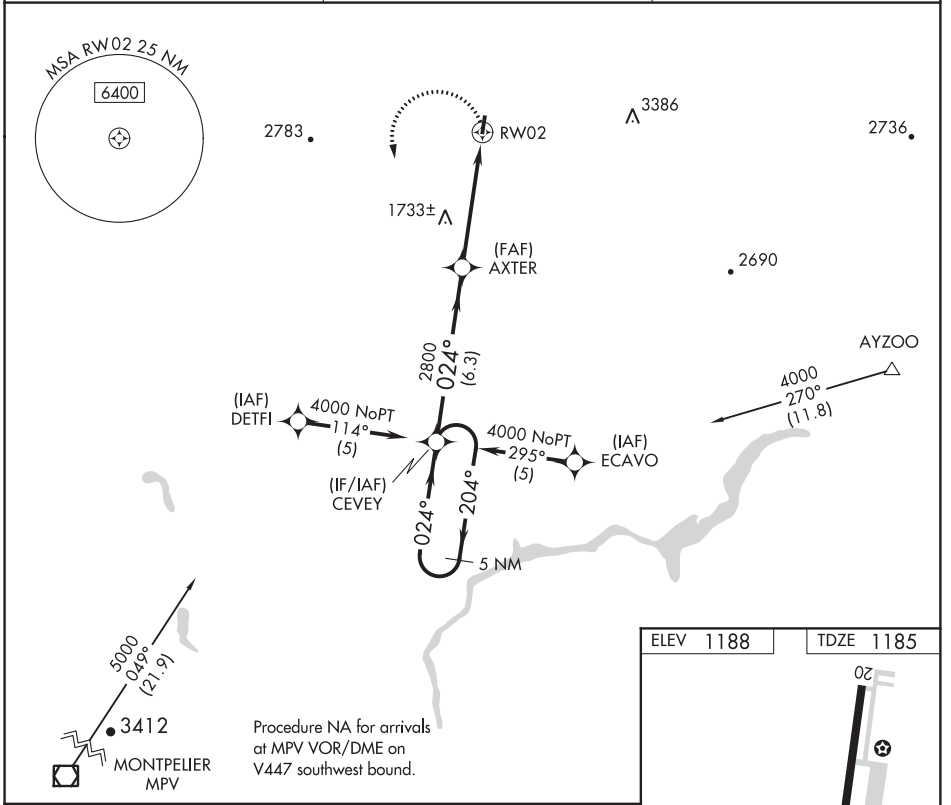 MSA RW02 25 NM
6400
2783
3386
2736
RW02
1733±
(FAF)
AXTER
2690
AYZOO
4000
270°
(11.8)
2800
024°
(6.3)
(IAF)
DETFI
4000 NoPT
114°
(5)
4000 NoPT
295°
(5)
(IAF)
ECAVO
(IF/IAF)
CEVEY
024°
204°
5 NM
5000
049°
(21.9)
3412
MONTPELIER
MPV
Procedure NA for arrivals
at MPV VOR/DME on
V447 southwest bound.
ELEV 1188
TDZE 1185
20